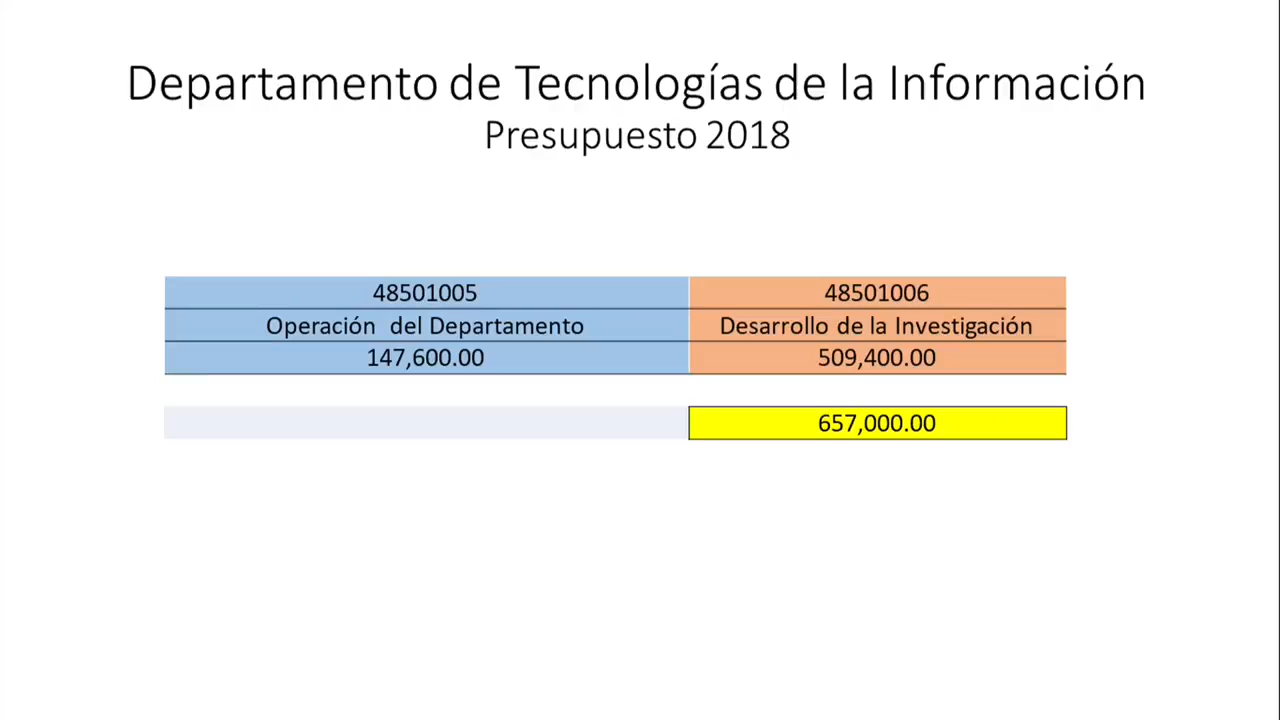 Departamento de Tecnologías de la Información
Presupuesto 2018
48501005 48501006
Operación del Departamento Desarrollo de la Investigación
147,600.00 509,400.00
657,000.00